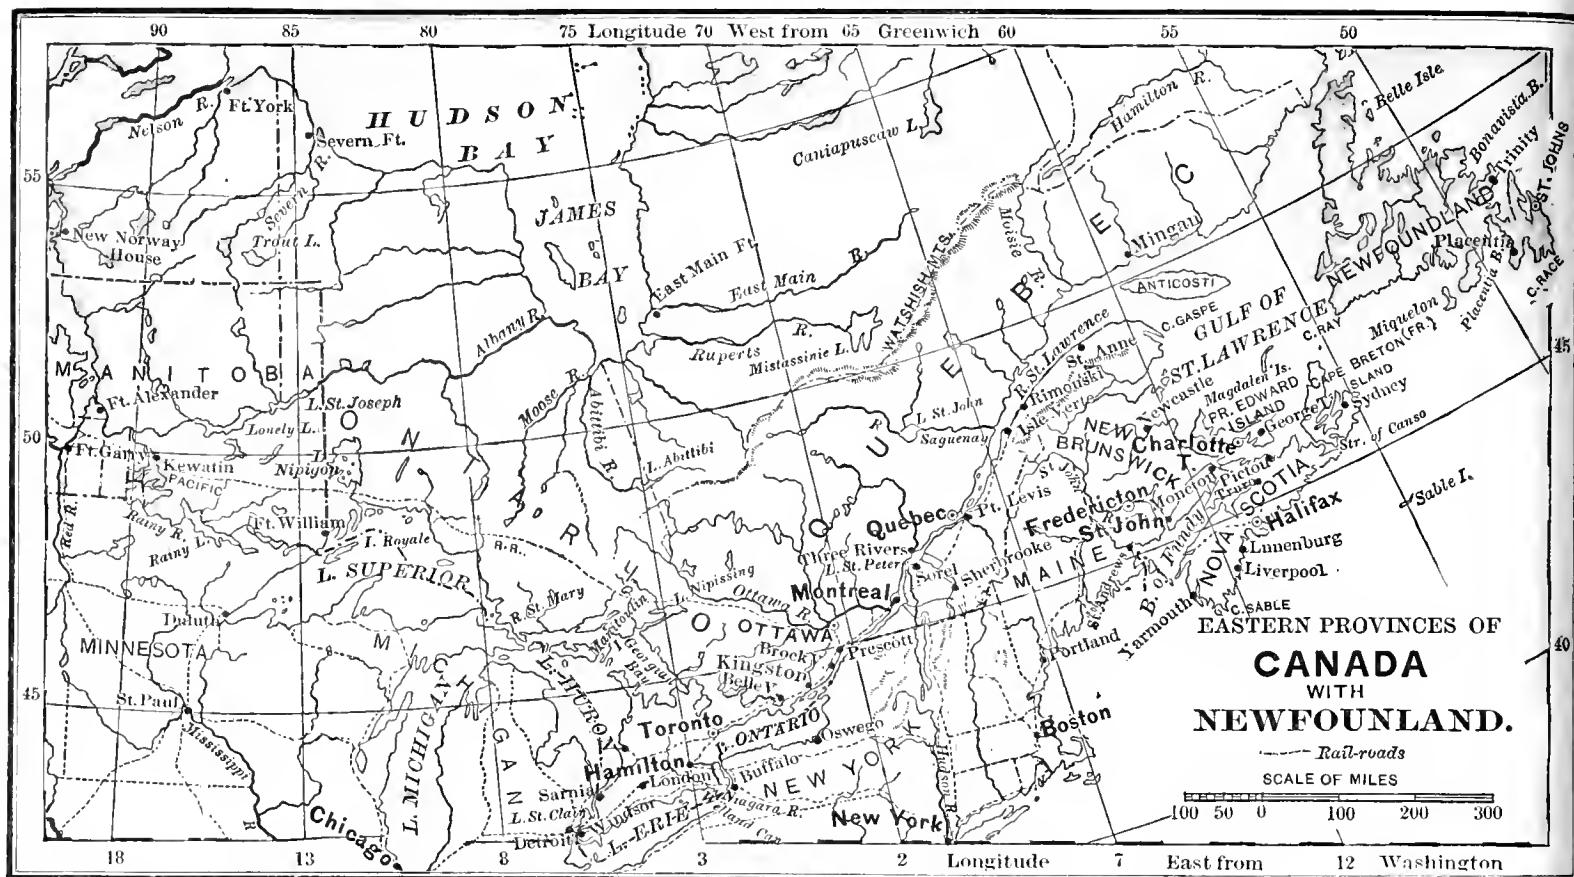 90 85 80 75 Longitude 70 West from 65 Greenwich 60 55 50
HUDSON
BAY
Nelson R.
Ft. York
Severn Ft.
Severn R.
Trout L.
New Norway
House
55
JAMES
BAY
East Main Ft.
East Main R.
Caniapuscaw L.
Hamilton R.
Belle Isle
Bonavista B.
Trinity
ST. JOHNS
NEWFOUNDLAND
Placentia
Placentia B.
C. RACE
Miquelon
(FR.)
C. RAY
QUEBEC
Moisie R.
Mingan
ANTICOSTI
WATSHISH MTS.
Ruperts R.
Mistassinie L.
Albany R.
Moose R.
Abittibi R.
L. Abittibi
MANITOBA
Ft. Alexander
L. St. Joseph
Lonely L.
L.
Nipigon
50
Ft. Garry
Kewatin
PACIFIC
Red R.
Rainy R.
Rainy L.
Ft. William
I. Royale
R.R.
L. SUPERIOR
ONTARIO
L. St. John
Saguenay
R.
R. St. Lawrence
St. Anne
Rimouski
Isle Verte
C. GASPE
GULF OF
ST. LAWRENCE
Magdalen Is.
Newcastle
PR. EDWARD
ISLAND
CAPE BRETON
ISLAND
Sydney
George T.
Str. of Canso
NEW
BRUNSWICK
Charlotte
T.
St. John
Fredericton
Moncton
Pictou
Truro
St. John
NOVA SCOTIA
Halifax
Sable I.
Lunenburg
Liverpool
C. SABLE
Yarmouth
B. of Fundy
St. Andrews
MAINE
Portland
Quebec
Pt. Levis
Three Rivers
L. St. Peter
Sorel
Sherbrooke
Montreal
L. Nipissing
Ottawa R.
OTTAWA
Brock
Prescott
Kingston
Belle V.
Toronto
L. ONTARIO
Oswego
Hamilton
London
Buffalo
Niagara R.
Welland Can
NEW YORK
Hudson R.
New York
Boston
Sarnia
L. St. Clair
Windsor
Detroit
L. ERIE
L. HURON
Georgian
Bay
Manitoulin
R. St. Mary
MICHIGAN
L. MICHIGAN
Chicago
Duluth
MINNESOTA
St. Paul
Mississippi
R
45
45
40
EASTERN PROVINCES OF
CANADA
WITH
NEWFOUNLAND.
Rail-roads
SCALE OF MILES
100 50 0 100 200 300
18 13 8 3 2 Longitude 7 East from 12 Washington